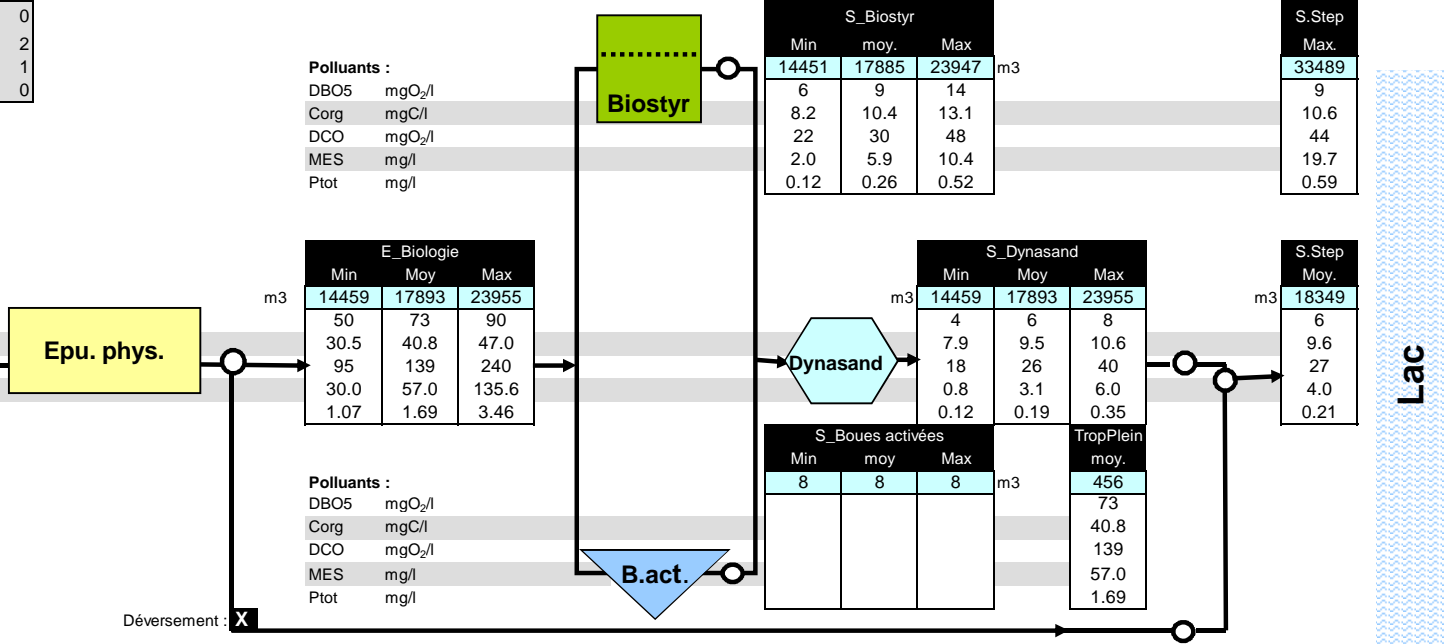 0
2
1
0
S_Biostyr
Min moy. Max
14451 17885 23947 m3
6 9 14
8.2 10.4 13.1
22 30 48
2.0 5.9 10.4
0.12 0.26 0.52
S.Step
Max.
33489
9
10.6
44
19.7
0.59
Polluants :
DBO5 mgO₂/l
Corg mgC/l
DCO mgO₂/l
MES mg/l
Ptot mg/l
Biostyr
E_Biologie
Min Moy Max
m3 14459 17893 23955
50 73 90
30.5 40.8 47.0
95 139 240
30.0 57.0 135.6
1.07 1.69 3.46
Epu. phys.
Dynasand
S_Dynasand
Min Moy Max
m3 14459 17893 23955
4 6 8
7.9 9.5 10.6
18 26 40
0.8 3.1 6.0
0.12 0.19 0.35
S.Step
Moy.
m3 18349
6
9.6
27
4.0
0.21
Lac
S_Boues activées
Min moy Max
8 8 8 m3
TropPlein
moy.
456
73
40.8
139
57.0
1.69
Polluants :
DBO5 mgO₂/l
Corg mgC/l
DCO mgO₂/l
MES mg/l
Ptot mg/l
B.act.
Déversement : X